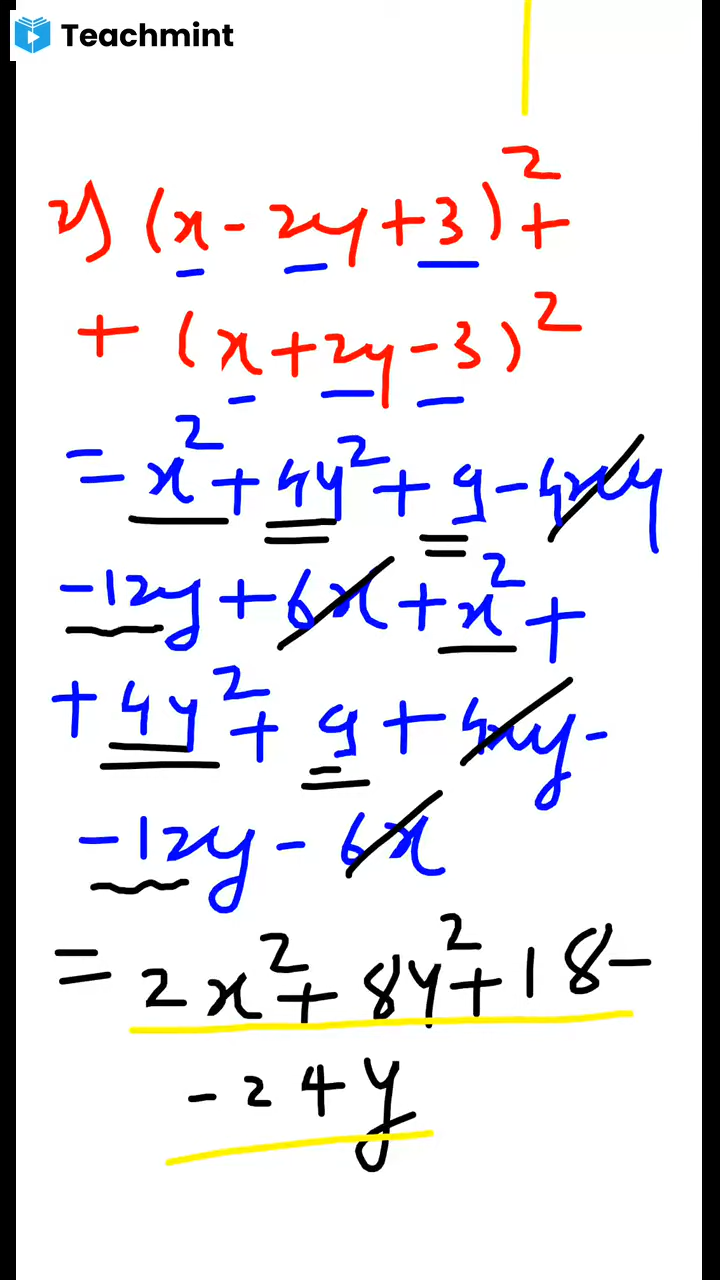 Teachmint
2) (x - 2y + 3)² +
+ (x + 2y - 3)²
= x² + 4y² + 9 - 4xy
- 12y + 6x + x² +
+ 4y² + 9 + 4xy -
- 12y - 6x
= 2x² + 8y² + 18 -
- 24y